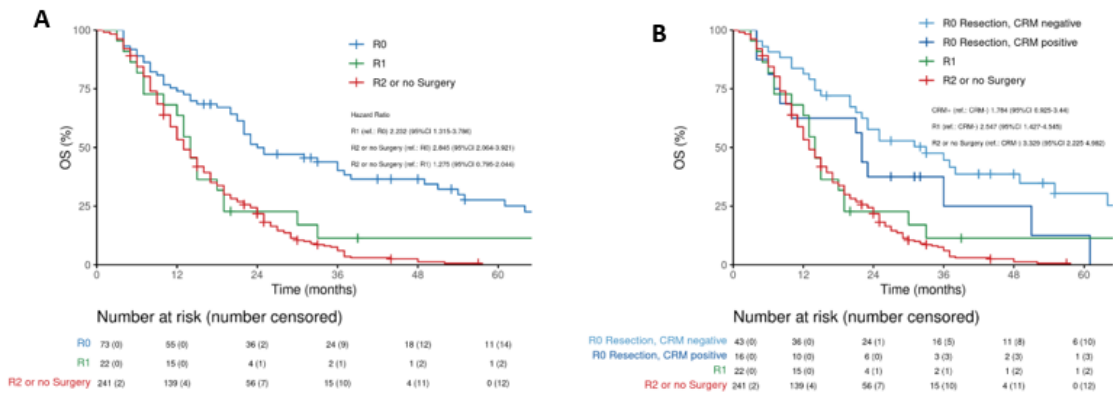 A
R0
R1
R2 or no Surgery
Hazard Ratio
R1 (ref.: R0) 2.232 (95%CI 1.315-3.786)
R2 or no Surgery (ref.: R0) 2.845 (95%CI 2.064-3.921)
R2 or no Surgery (ref.: R1) 1.275 (95%CI 0.795-2.044)
OS (%)
100
75
50
25
0
0 12 24 36 48 60
Time (months)
Number at risk (number censored)
R0 73 (0) 55 (0) 36 (2) 24 (9) 18 (12) 11 (14)
R1 22 (0) 15 (0) 4 (1) 2 (1) 1 (2) 1 (2)
R2 or no Surgery 241 (2) 139 (4) 56 (7) 15 (10) 4 (11) 0 (12)
B
R0 Resection, CRM negative
R0 Resection, CRM positive
R1
R2 or no Surgery
CRM+ (ref.: CRM-) 1.784 (95%CI 0.925-3.44)
R1 (ref.: CRM-) 2.547 (95%CI 1.427-4.545)
R2 or no Surgery (ref.: CRM-) 3.329 (95%CI 2.225-4.982)
OS (%)
100
75
50
25
0
0 12 24 36 48 60
Time (months)
Number at risk (number censored)
R0 Resection, CRM negative 43 (0) 36 (0) 24 (1) 16 (5) 11 (8) 6 (10)
R0 Resection, CRM positive 16 (0) 10 (0) 6 (0) 3 (3) 2 (3) 1 (3)
R1 22 (0) 15 (0) 4 (1) 2 (1) 1 (2) 1 (2)
R2 or no Surgery 241 (2) 139 (4) 56 (7) 15 (10) 4 (11) 0 (12)